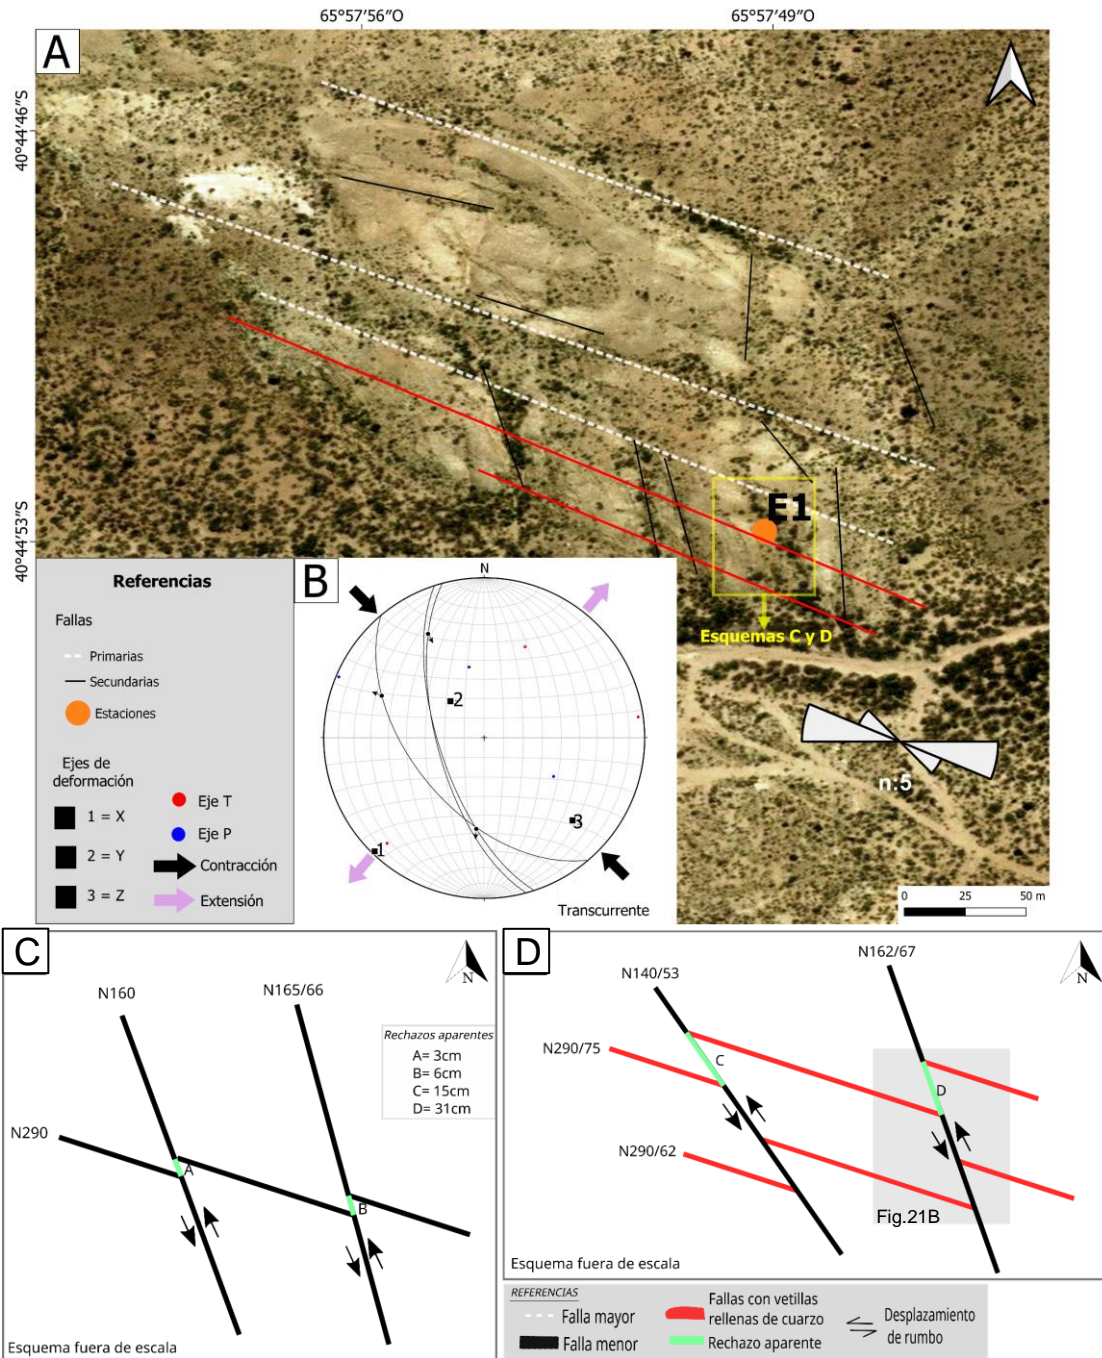 65°57′56″O
65°57′49″O
A
40°44′46″S
40°44′53″S
E1
Esquemas C y D
n:5
0 25 50 m
Referencias
Fallas
Primarias
Secundarias
Estaciones
Ejes de
deformación
1 = X
2 = Y
3 = Z
Eje T
Eje P
Contracción
Extensión
B
N
2
3
1
Transcurrente
C
N
N160
N165/66
N290
A
B
Rechazos aparentes
A= 3cm
B= 6cm
C= 15cm
D= 31cm
Esquema fuera de escala
D
N
N162/67
N140/53
N290/75
N290/62
C
D
Fig.21B
Esquema fuera de escala
REFERENCIAS
Falla mayor
Falla menor
Fallas con vetillas
rellenas de cuarzo
Rechazo aparente
Desplazamiento
de rumbo